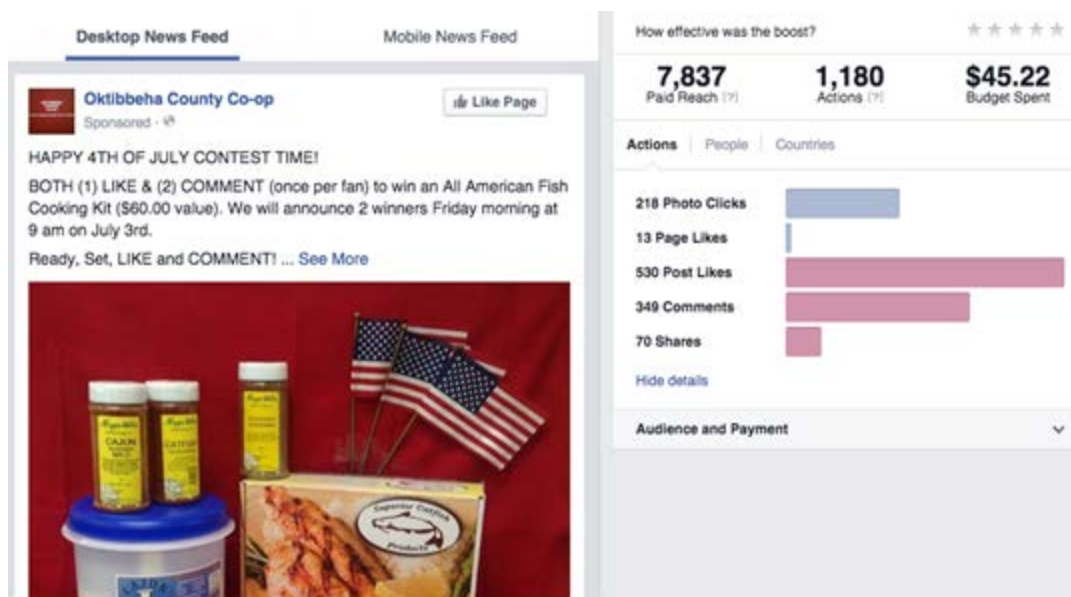 Desktop News Feed
Mobile News Feed
Oktibbeha County Co-op
Sponsored ·
Like Page
HAPPY 4TH OF JULY CONTEST TIME!
BOTH (1) LIKE & (2) COMMENT (once per fan) to win an All American Fish
Cooking Kit ($60.00 value). We will announce 2 winners Friday morning at
9 am on July 3rd.
Ready, Set, LIKE and COMMENT! ... See More
CAJUN
CATFISH
Superior Catfish
Products
How effective was the boost?
7,837
Paid Reach [?]
1,180
Actions [?]
$45.22
Budget Spent
Actions
People
Countries
218 Photo Clicks
13 Page Likes
530 Post Likes
349 Comments
70 Shares
Hide details
Audience and Payment